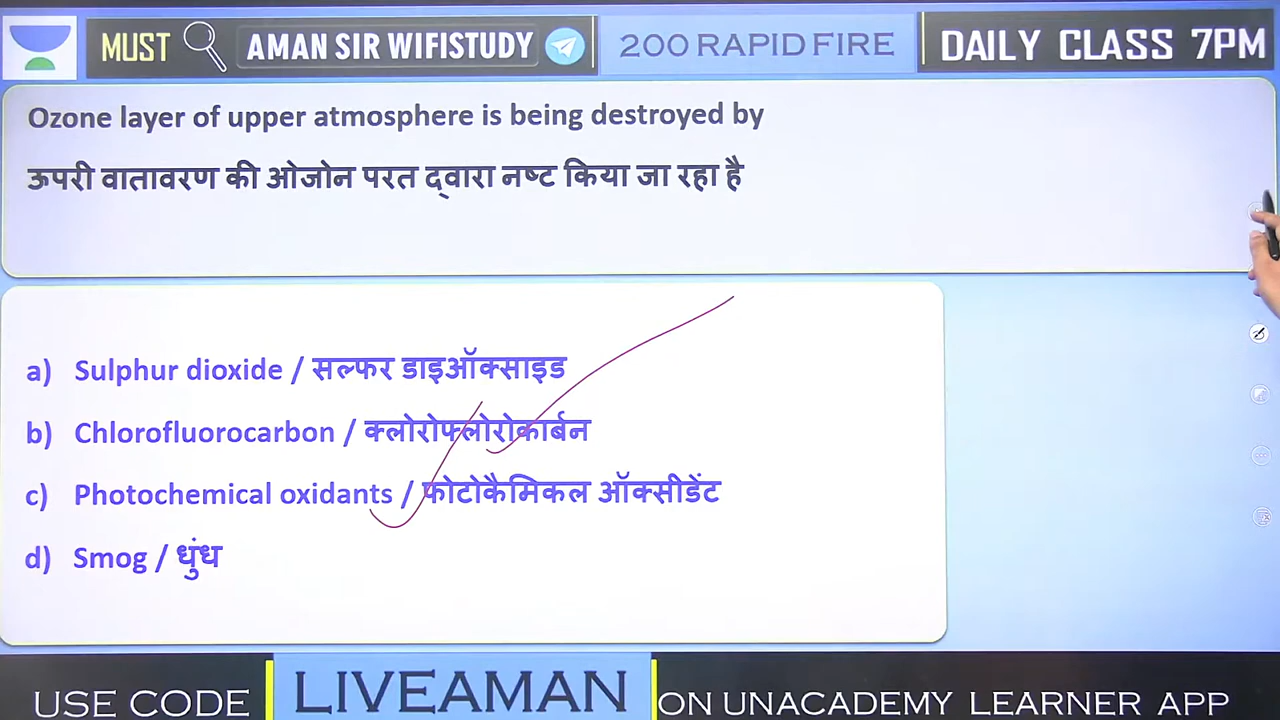 MUST AMAN SIR WIFISTUDY 200 RAPID FIRE DAILY CLASS 7PM
Ozone layer of upper atmosphere is being destroyed by
ऊपरी वातावरण की ओजोन परत द्वारा नष्ट किया जा रहा है
a) Sulphur dioxide / सल्फर डाइऑक्साइड
b) Chlorofluorocarbon / क्लोरोफ्लोरोकार्बन
c) Photochemical oxidants / फोटोकैमिकल ऑक्सीडेंट
d) Smog / धुंध
USE CODE LIVEAMAN ON UNACADEMY LEARNER APP